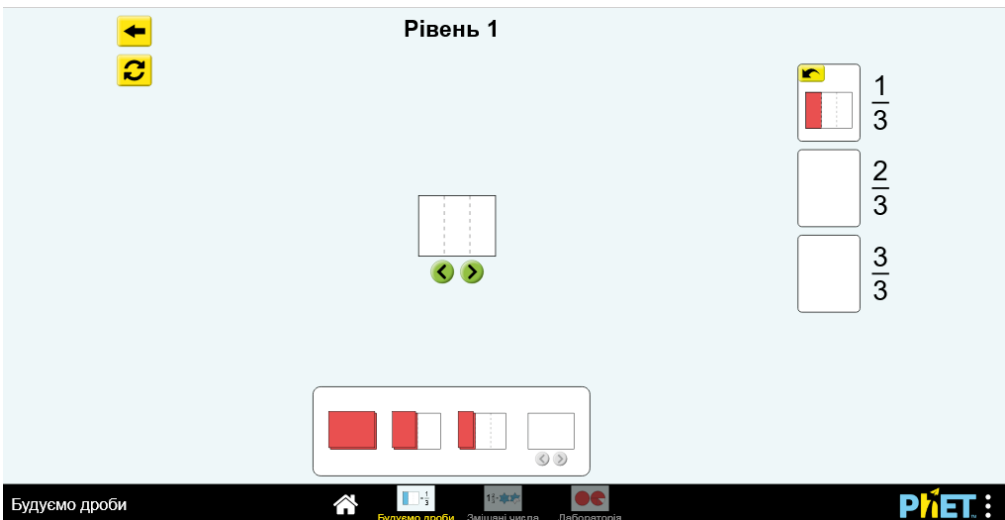 Рівень 1
1/3
2/3
3/3
Будуємо дроби
Будуємо дроби
Змішані числа
Лабораторія
PhET